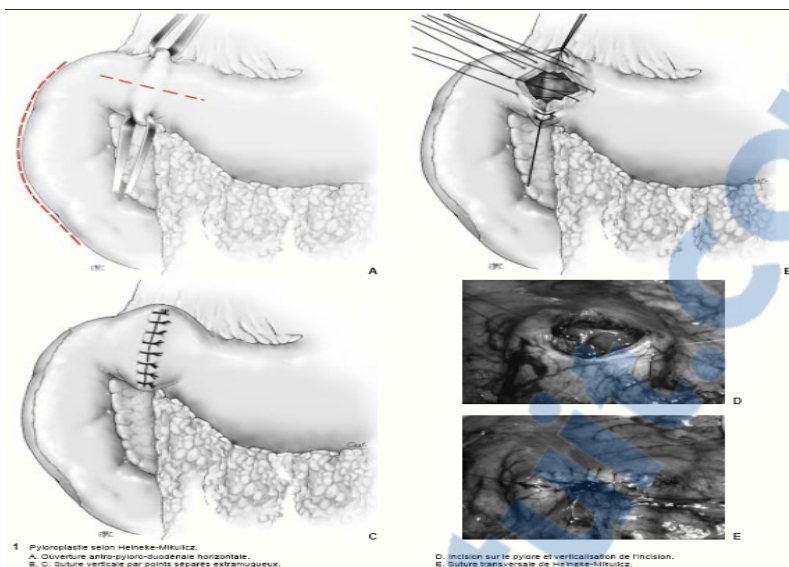 A
B
C
D
E
1 Pyloroplastie selon Heineke-Mikulicz.
A. Ouverture antro-pyloro-duodénale horizontale.
B. C. Suture verticale par points séparés extramuqueux.
D. Incision sur le pylore et verticalisation de l'incision.
E. Suture transversale de Heineke-Mikulicz.